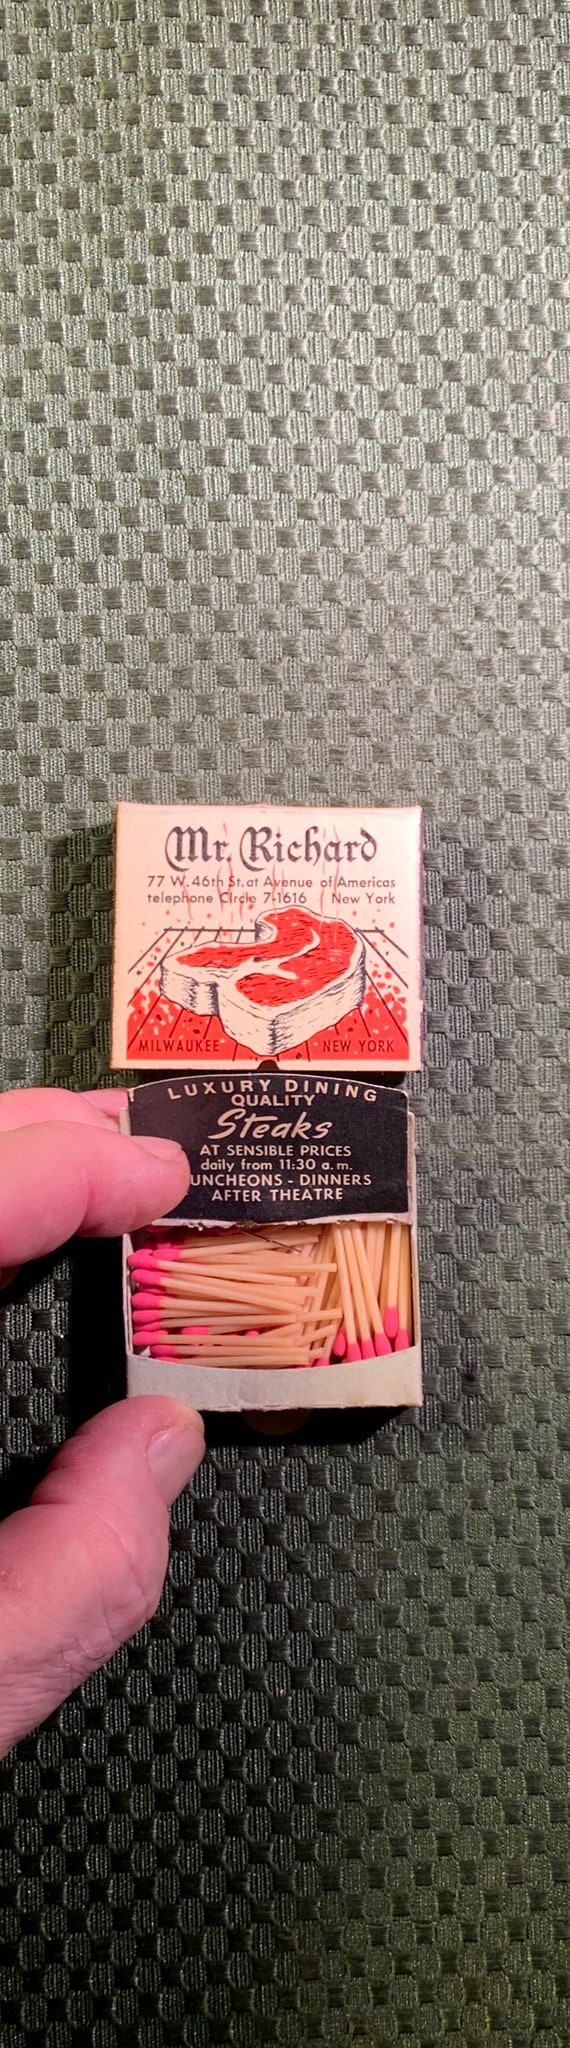 Mr. Richard
77 W. 46th St. at Avenue of Americas
telephone CIrcle 7-1616 New York
MILWAUKEE NEW YORK
LUXURY DINING
QUALITY
Steaks
AT SENSIBLE PRICES
daily from 11:30 a.m.
UNCHEONS - DINNERS
AFTER THEATRE